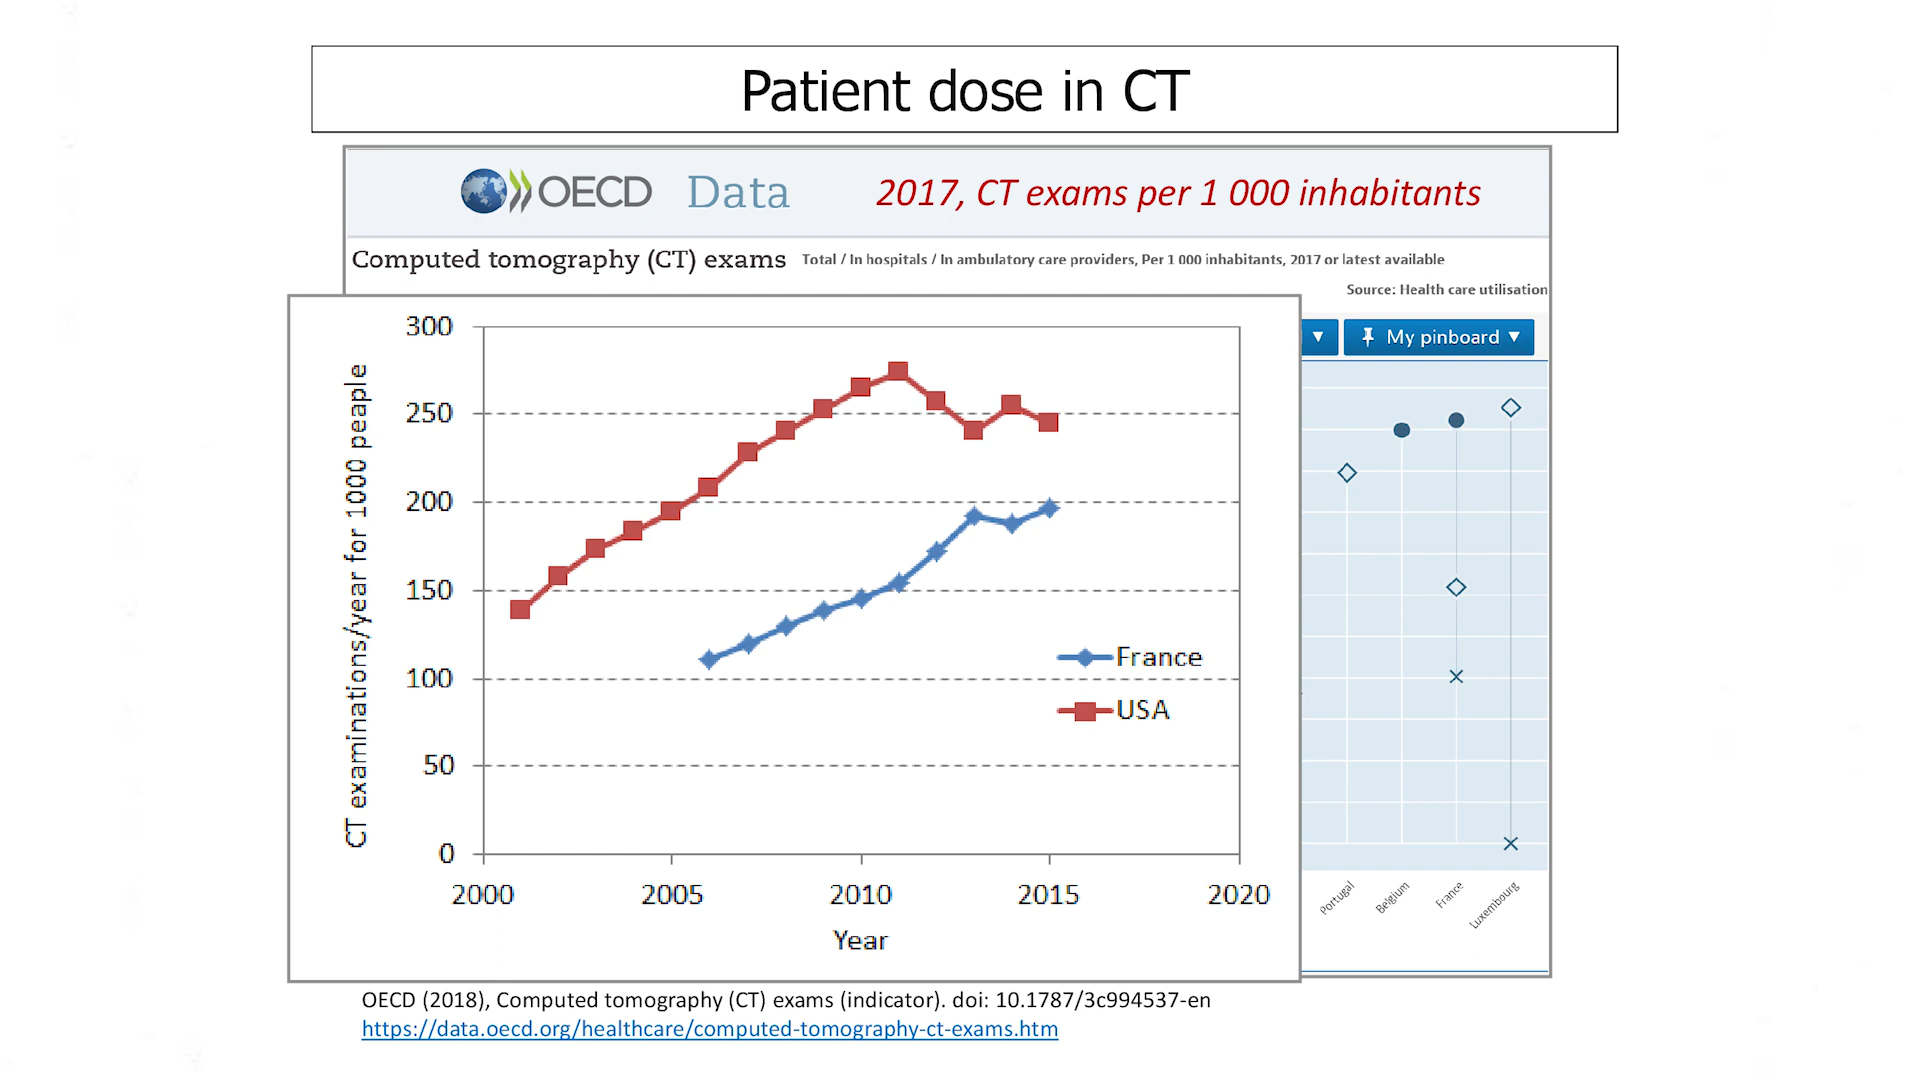 Patient dose in CT
OECD Data 2017, CT exams per 1 000 inhabitants
Computed tomography (CT) exams Total / In hospitals / In ambulatory care providers, Per 1 000 inhabitants, 2017 or latest available
Source: Health care utilisation
My pinboard
CT examinations/year for 1000 peaple
300
250
200
150
100
50
0
2000 2005 2010 2015 2020
Year
France
USA
Portugal
Belgium
France
Luxembourg
OECD (2018), Computed tomography (CT) exams (indicator). doi: 10.1787/3c994537-en
https://data.oecd.org/healthcare/computed-tomography-ct-exams.htm